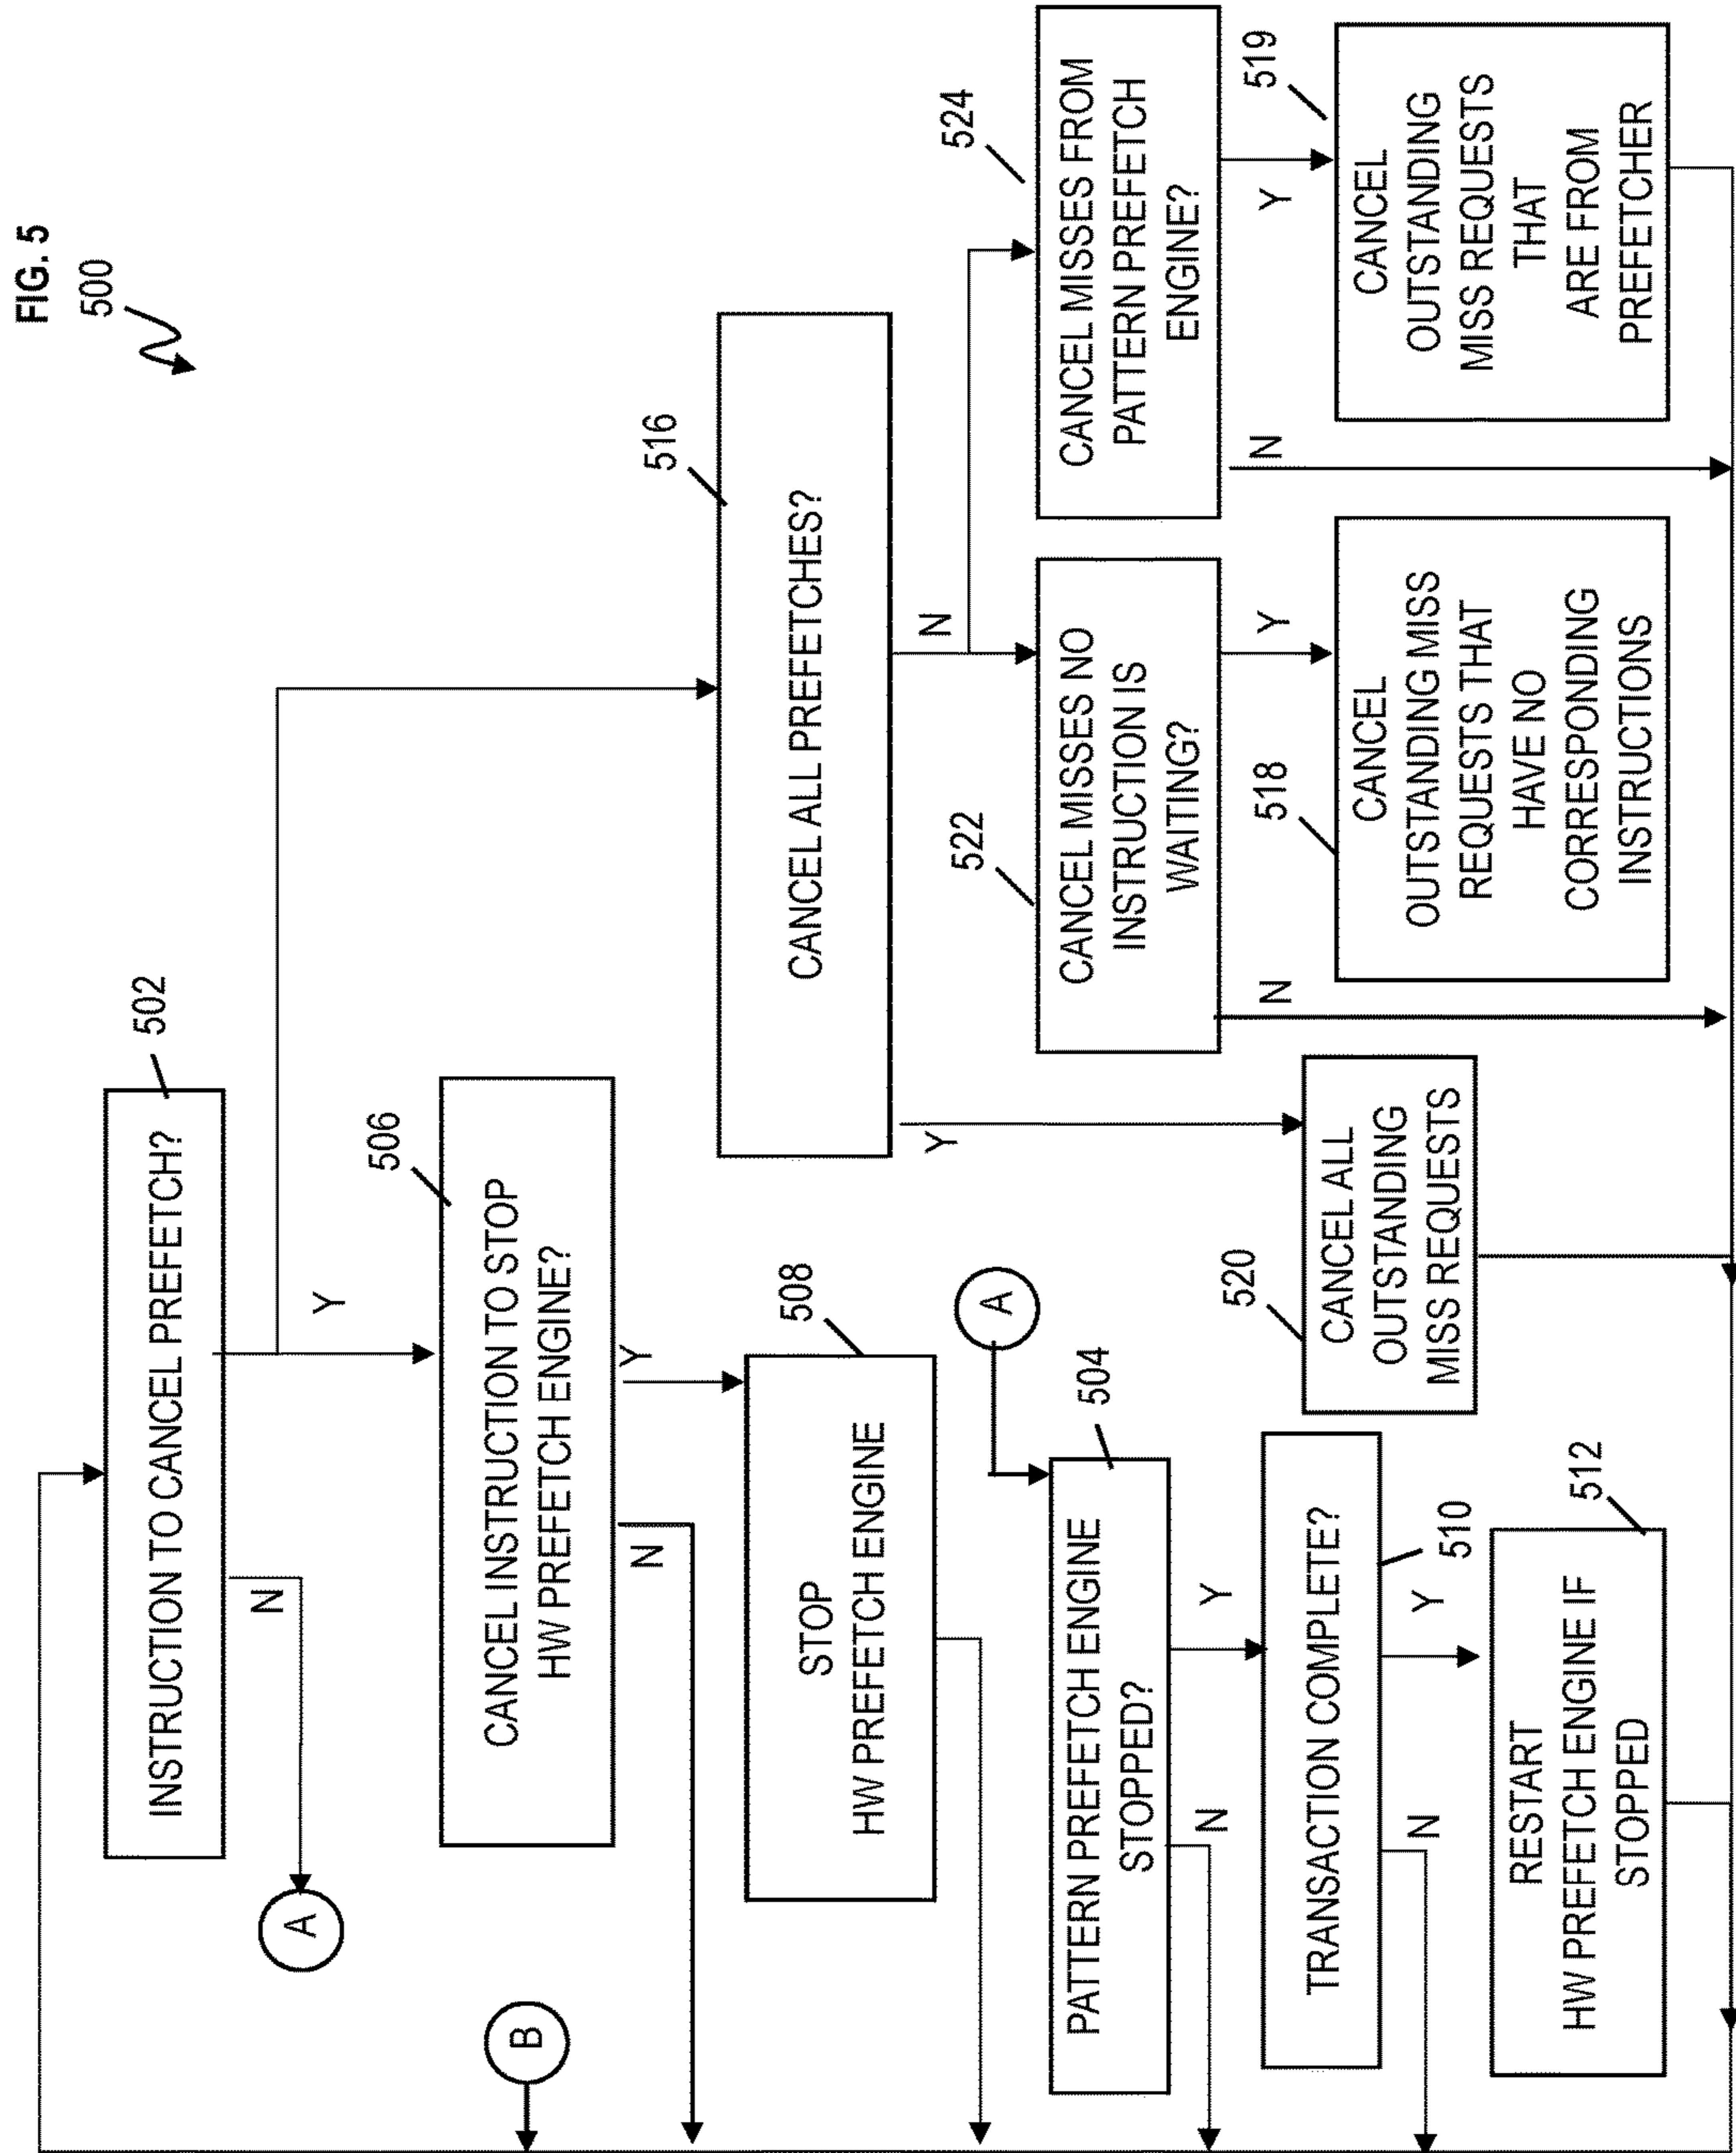 FIG. 5
500
INSTRUCTION TO CANCEL PREFETCH?
502
N
Y
A
B
CANCEL INSTRUCTION TO STOP
HW PREFETCH ENGINE?
506
N
Y
STOP
HW PREFETCH ENGINE
508
A
PATTERN PREFETCH ENGINE
STOPPED?
504
N
Y
TRANSACTION COMPLETE?
510
N
Y
RESTART
HW PREFETCH ENGINE IF
STOPPED
512
CANCEL ALL PREFETCHES?
516
Y
N
CANCEL ALL
OUTSTANDING
MISS REQUESTS
520
CANCEL MISSES NO
INSTRUCTION IS
WAITING?
522
N
Y
CANCEL
OUTSTANDING MISS
REQUESTS THAT
HAVE NO
CORRESPONDING
INSTRUCTIONS
518
CANCEL MISSES FROM
PATTERN PREFETCH
ENGINE?
524
N
Y
CANCEL
OUTSTANDING
MISS REQUESTS
THAT
ARE FROM
PREFETCHER
519